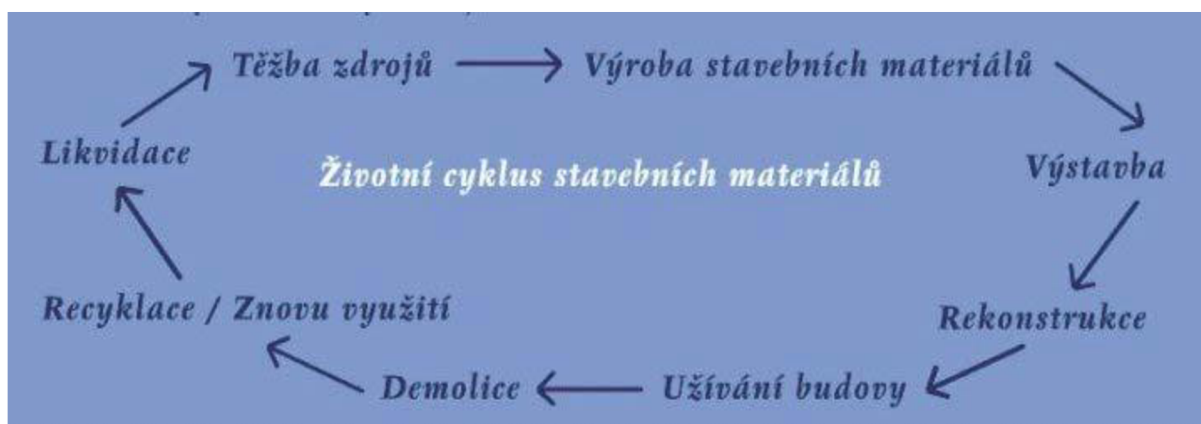 Těžba zdrojů
Výroba stavebních materiálů
Likvidace
Životní cyklus stavebních materiálů
Výstavba
Recyklace / Znovu využití
Rekonstrukce
Demolice
Užívání budovy